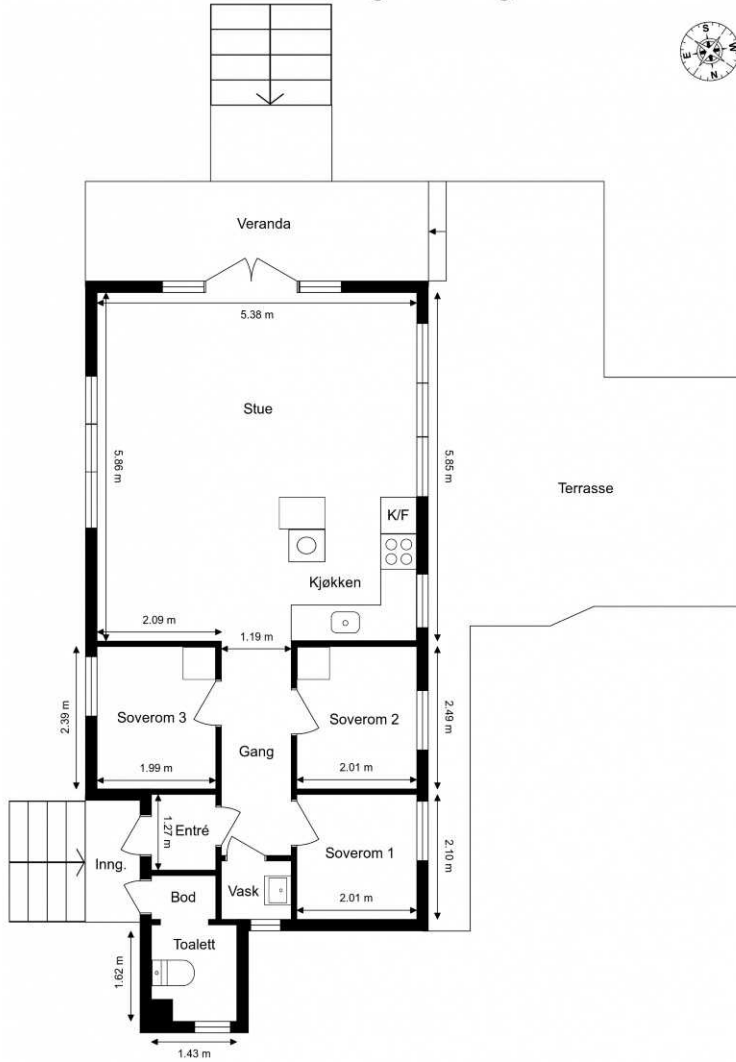 S
E
W
N
Veranda
5.38 m
Stue
5.86 m
5.85 m
K/F
Terrasse
Kjøkken
2.09 m
1.19 m
2.39 m
Soverom 3
Soverom 2
2.49 m
Gang
1.99 m
2.01 m
1.27 m
Entré
Inng.
Soverom 1
2.10 m
Bod
Vask
2.01 m
Toalett
1.62 m
1.43 m